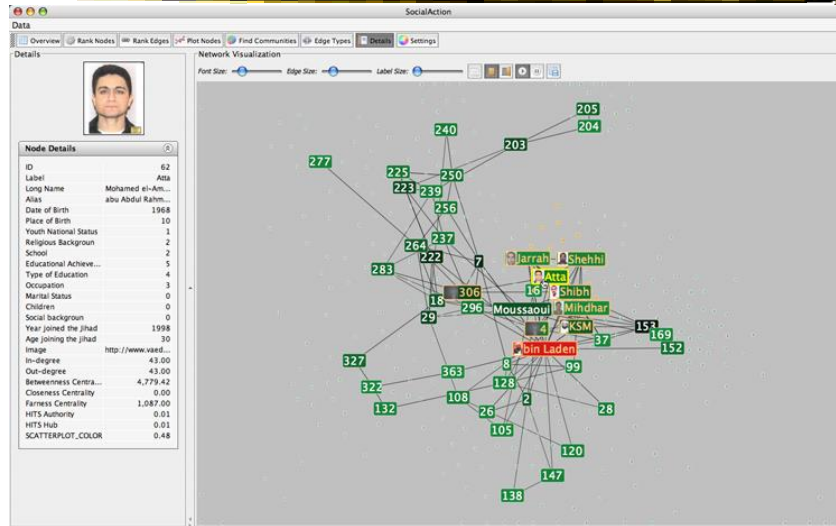 SocialAction
Data
Overview Rank Nodes Rank Edges Plot Nodes Find Communities Edge Types Details Settings
Details
Node Details
ID 62
Label Atta
Long Name Mohamed el-Am...
Alias abu Abdul Rahm...
Date of Birth 1968
Place of Birth 10
Youth National Status 1
Religious Backgroun 2
School 2
Educational Achieve... 5
Type of Education 4
Occupation 3
Marital Status 0
Children 0
Social backgroun 0
Year joined the Jihad 1998
Age joining the jihad 30
Image http://www.vaed...
In-degree 43.00
Out-degree 43.00
Betweenness Centra... 4,779.42
Closeness Centrality 0.00
Farness Centrality 1,087.00
HITS Authority 0.01
HITS Hub 0.01
SCATTERPLOT_COLOR 0.48
Network Visualization
Font Size: Edge Size: Label Size:
205
204
240
203
277
225
250
223 239
256
237
264
222
7
283
Jarrah Shehhi
Atta
306
16 Shibh
18
296 Moussaoui Mihdhar
29
4 KSM 153
37 169
bin Laden 152
327
8 99
363
322 128
108 2
132
26 28
105
120
147
138